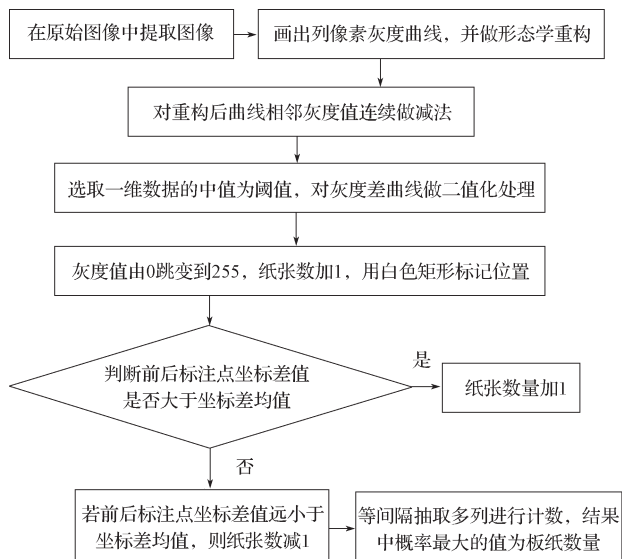 在原始图像中提取图像
画出列像素灰度曲线，并做形态学重构
对重构后曲线相邻灰度值连续做减法
选取一维数据的中值为阈值，对灰度差曲线做二值化处理
灰度值由0跳变到255，纸张数加1，用白色矩形标记位置
判断前后标注点坐标差值
是否大于坐标差均值
是
纸张数量加1
否
若前后标注点坐标差值远小于
坐标差均值，则纸张数减1
等间隔抽取多列进行计数，结果
中概率最大的值为板纸数量